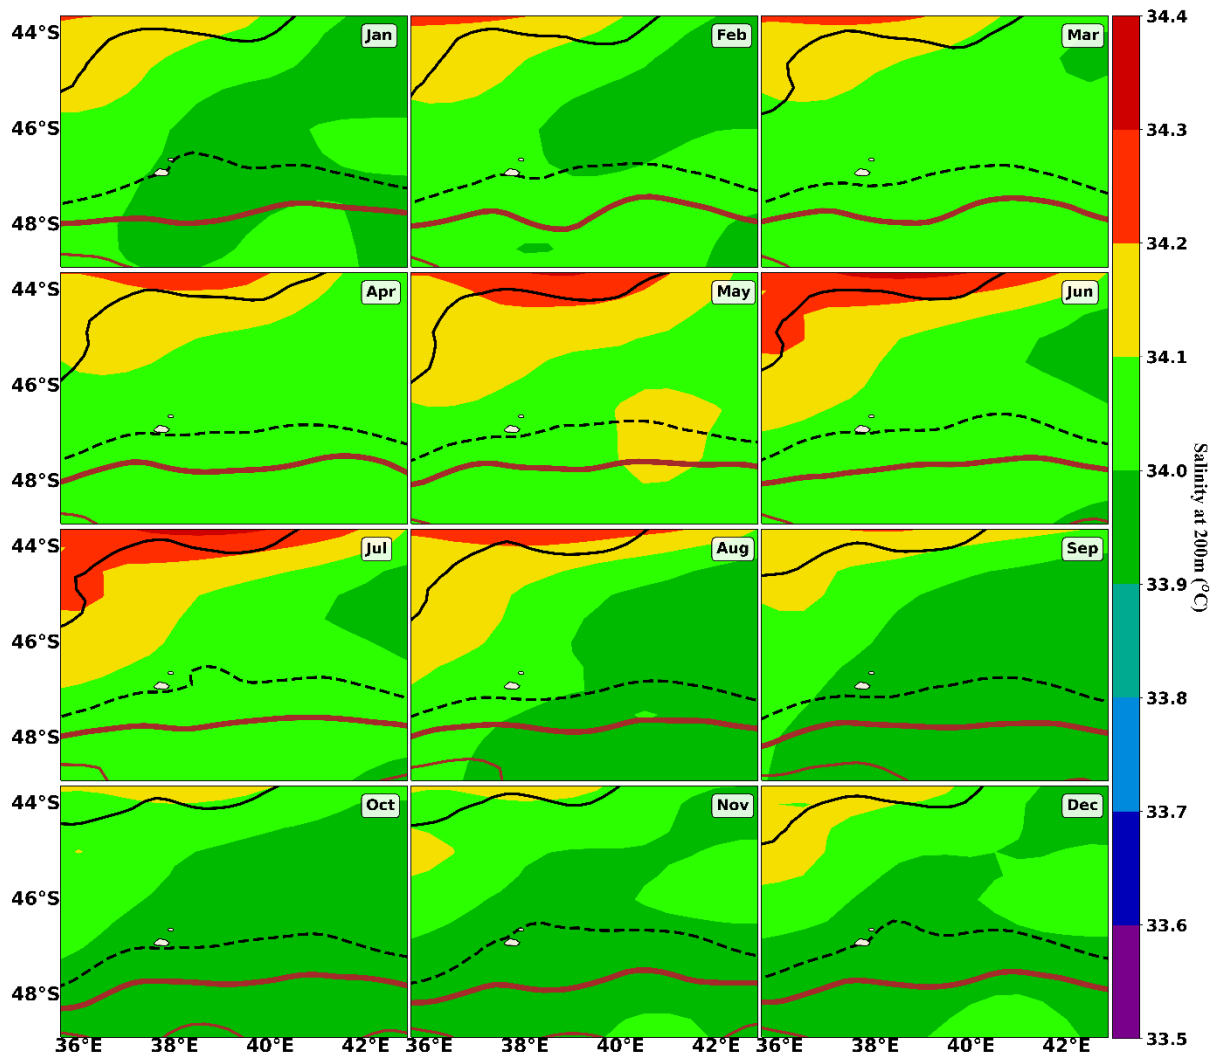 Jan
Feb
Mar
44°S
46°S
48°S
Apr
May
Jun
44°S
46°S
48°S
Jul
Aug
Sep
44°S
46°S
48°S
Oct
Nov
Dec
44°S
46°S
48°S
36°E 38°E 40°E 42°E 36°E 38°E 40°E 42°E 36°E 38°E 40°E 42°E
34.4
34.3
34.2
34.1
34.0
33.9
33.8
33.7
33.6
33.5
Salinity at 200m (°C)